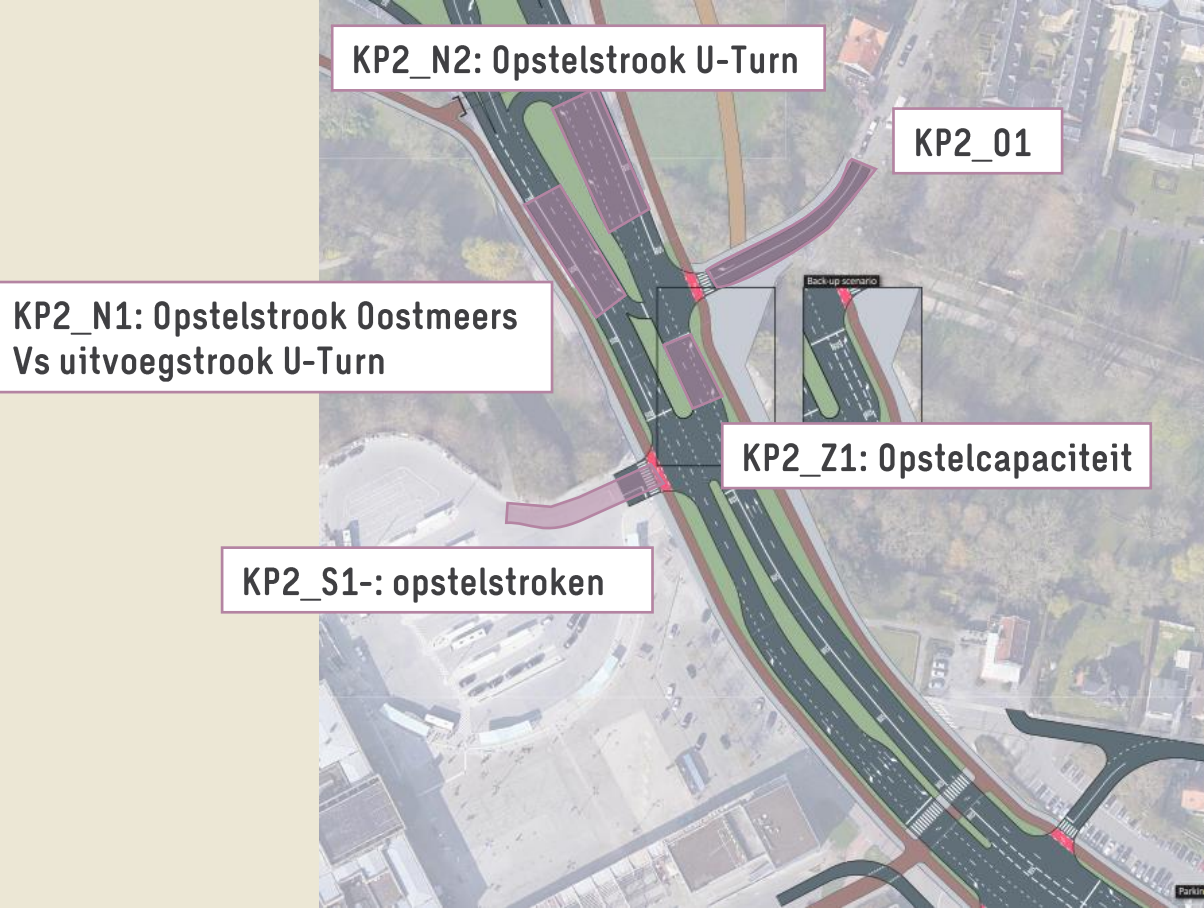 KP2_N2: Opstelstrook U-Turn
KP2_O1
Back-up scenario
KP2_N1: Opstelstrook Oostmeers
Vs uitvoegstrook U-Turn
KP2_Z1: Opstelcapaciteit
KP2_S1-: opstelstroken